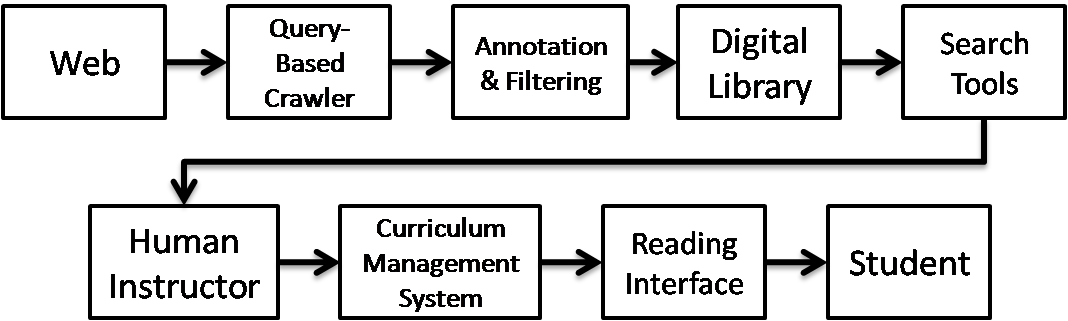 Web
Query-
Based
Crawler
Annotation
& Filtering
Digital
Library
Search
Tools
Human
Instructor
Curriculum
Management
System
Reading
Interface
Student